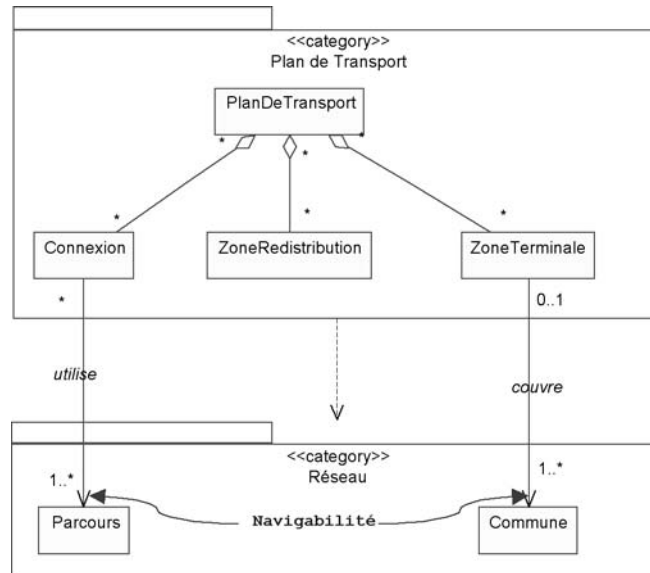 <<category>>
Plan de Transport
PlanDeTransport
* * *
* * *
Connexion ZoneRedistribution ZoneTerminale
* 0..1
utilise couvre
<<category>>
Réseau
1..* 1..*
Parcours Navigabilité Commune